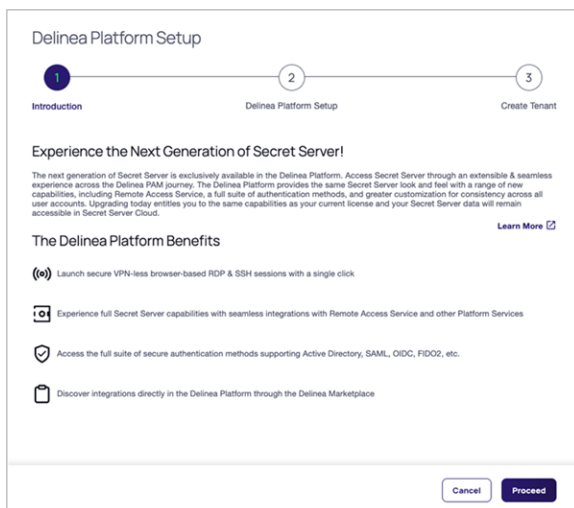 Delinea Platform Setup
1
2
3
Introduction
Delinea Platform Setup
Create Tenant
Experience the Next Generation of Secret Server!
The next generation of Secret Server is exclusively available in the Delinea Platform. Access Secret Server through an extensible & seamless
experience across the Delinea PAM journey. The Delinea Platform provides the same Secret Server look and feel with a range of new
capabilities, including Remote Access Service, a full suite of authentication methods, and greater customization for consistency across all
user accounts. Upgrading today entitles you to the same capabilities as your current license and your Secret Server data will remain
accessible in Secret Server Cloud.
Learn More
The Delinea Platform Benefits
Launch secure VPN-less browser-based RDP & SSH sessions with a single click
Experience full Secret Server capabilities with seamless integrations with Remote Access Service and other Platform Services
Access the full suite of secure authentication methods supporting Active Directory, SAML, OIDC, FIDO2, etc.
Discover integrations directly in the Delinea Platform through the Delinea Marketplace
Cancel
Proceed